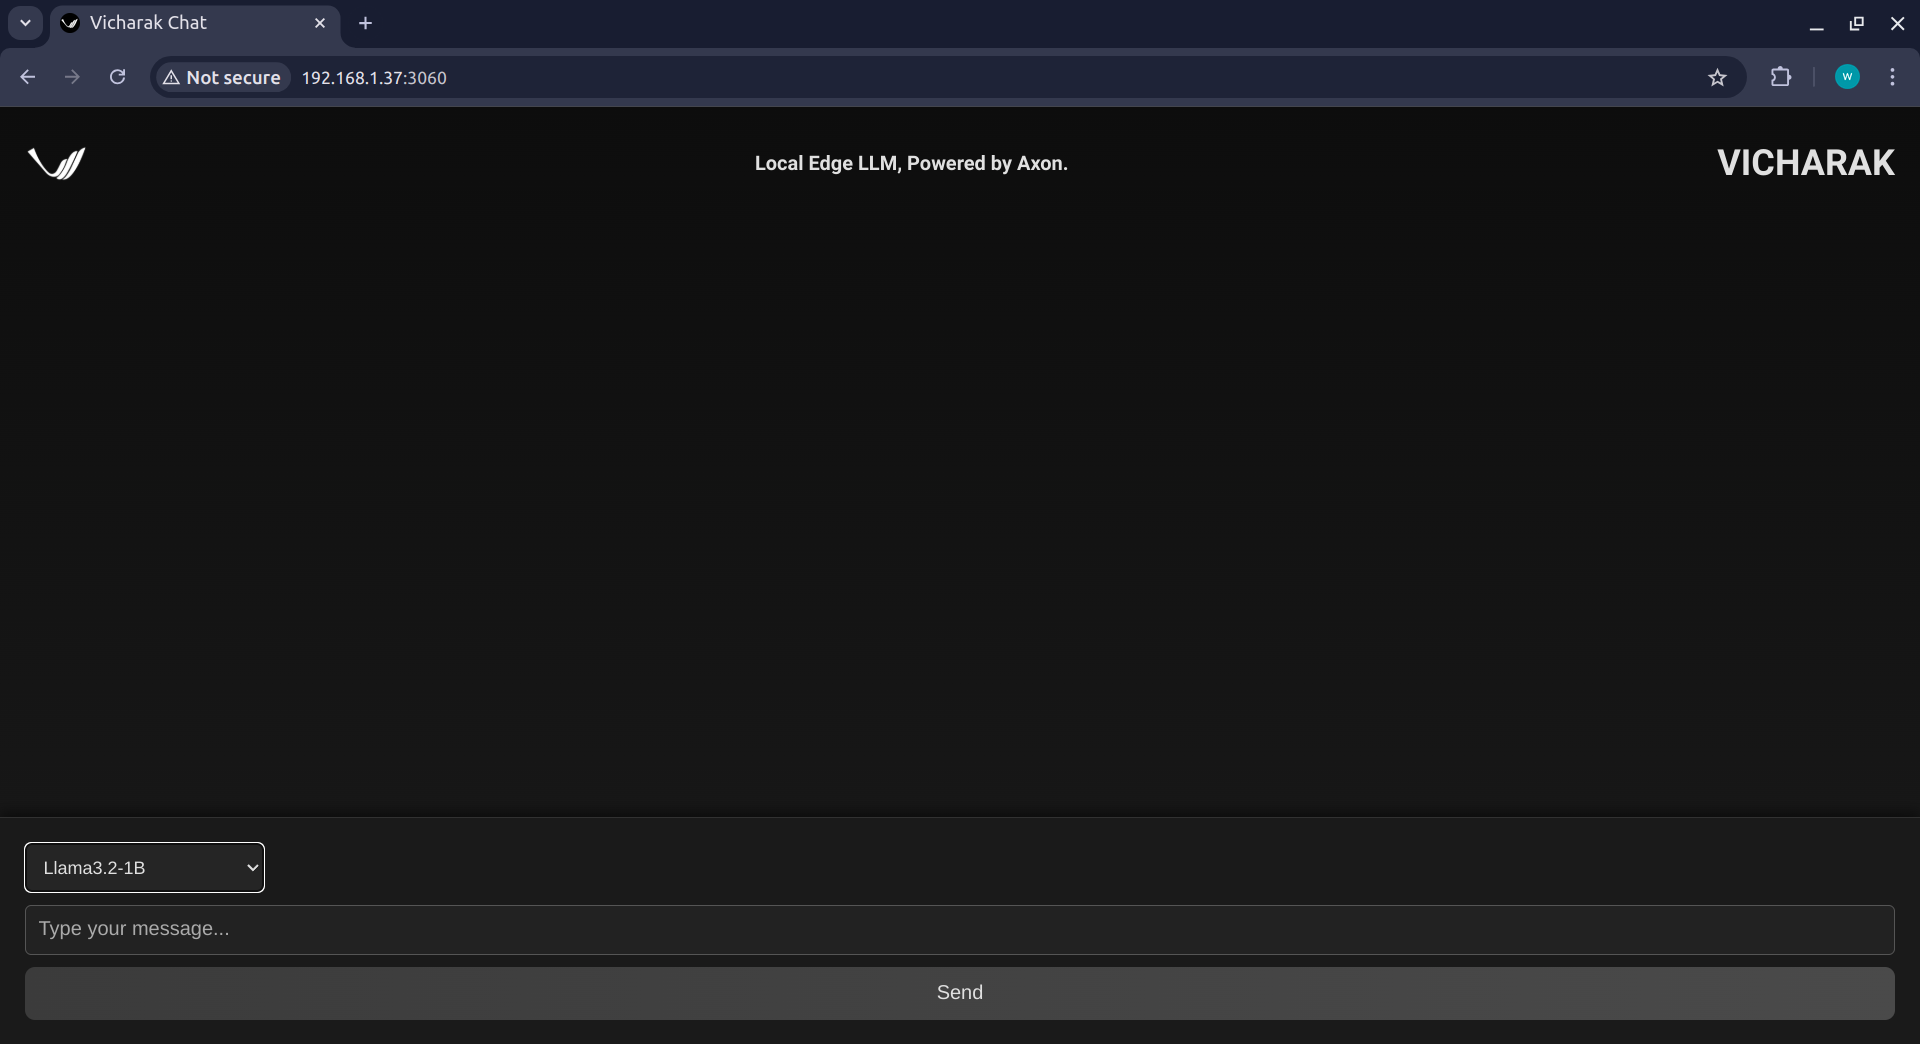 Vicharak Chat
Not secure
192.168.1.37:3060
W
Local Edge LLM, Powered by Axon.
VICHARAK
Llama3.2-1B
Type your message...
Send